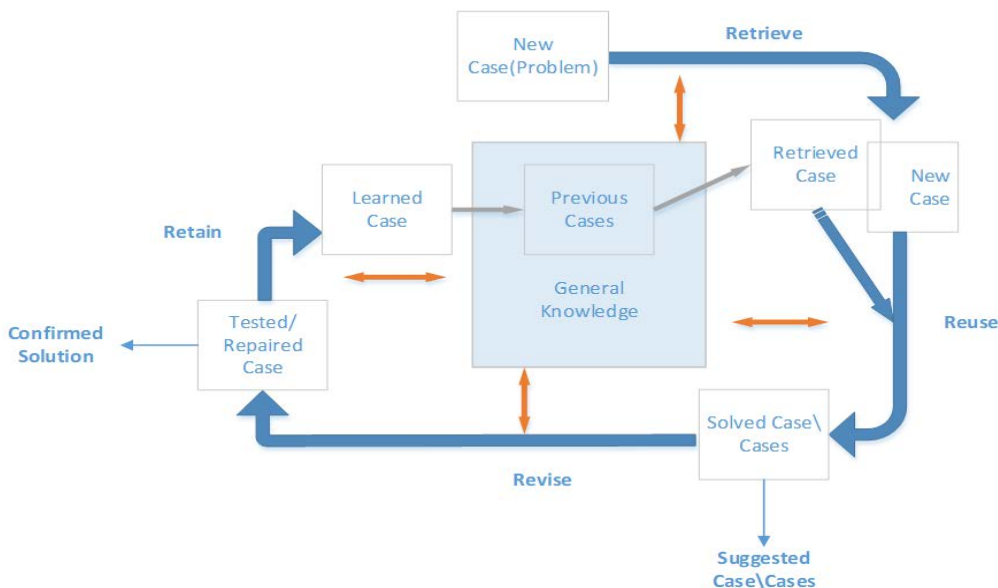 New
Case(Problem)
Retrieve
Retrieved
Case
New
Case
Learned
Case
Previous
Cases
General
Knowledge
Retain
Tested/
Repaired
Case
Confirmed
Solution
Reuse
Solved Case\
Cases
Revise
Suggested
Case\Cases